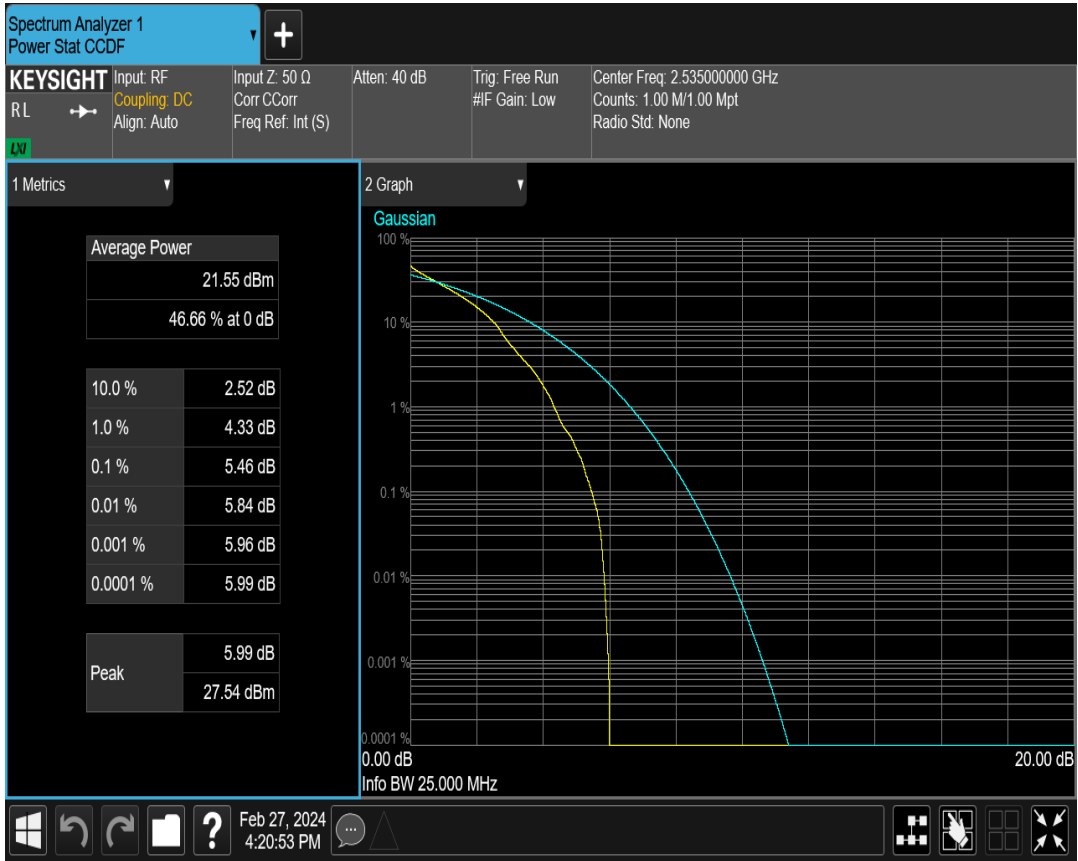 Spectrum Analyzer 1
Power Stat CCDF
KEYSIGHT
R L
LXI
Input: RF
Coupling: DC
Align: Auto
Input Z: 50 Ω
Corr CCorr
Freq Ref: Int (S)
Atten: 40 dB
Trig: Free Run
#IF Gain: Low
Center Freq: 2.535000000 GHz
Counts: 1.00 M/1.00 Mpt
Radio Std: None
1 Metrics
Average Power
21.55 dBm
46.66 % at 0 dB
10.0 % 2.52 dB
1.0 % 4.33 dB
0.1 % 5.46 dB
0.01 % 5.84 dB
0.001 % 5.96 dB
0.0001 % 5.99 dB
Peak
5.99 dB
27.54 dBm
2 Graph
Gaussian
100 %
10 %
1 %
0.1 %
0.01 %
0.001 %
0.0001 %
0.00 dB 20.00 dB
Info BW 25.000 MHz
?
Feb 27, 2024
4:20:53 PM